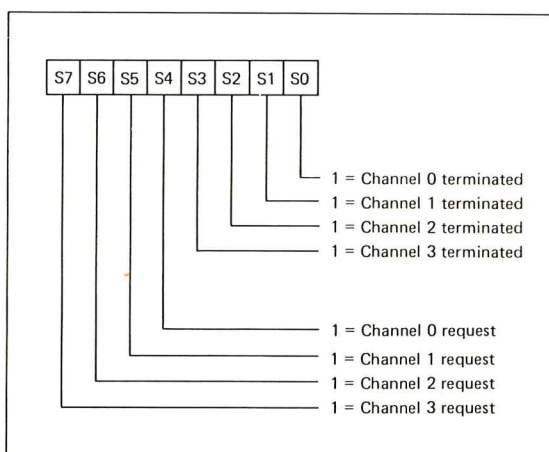 S7 S6 S5 S4 S3 S2 S1 S0
1 = Channel 0 terminated
1 = Channel 1 terminated
1 = Channel 2 terminated
1 = Channel 3 terminated
1 = Channel 0 request
1 = Channel 1 request
1 = Channel 2 request
1 = Channel 3 request